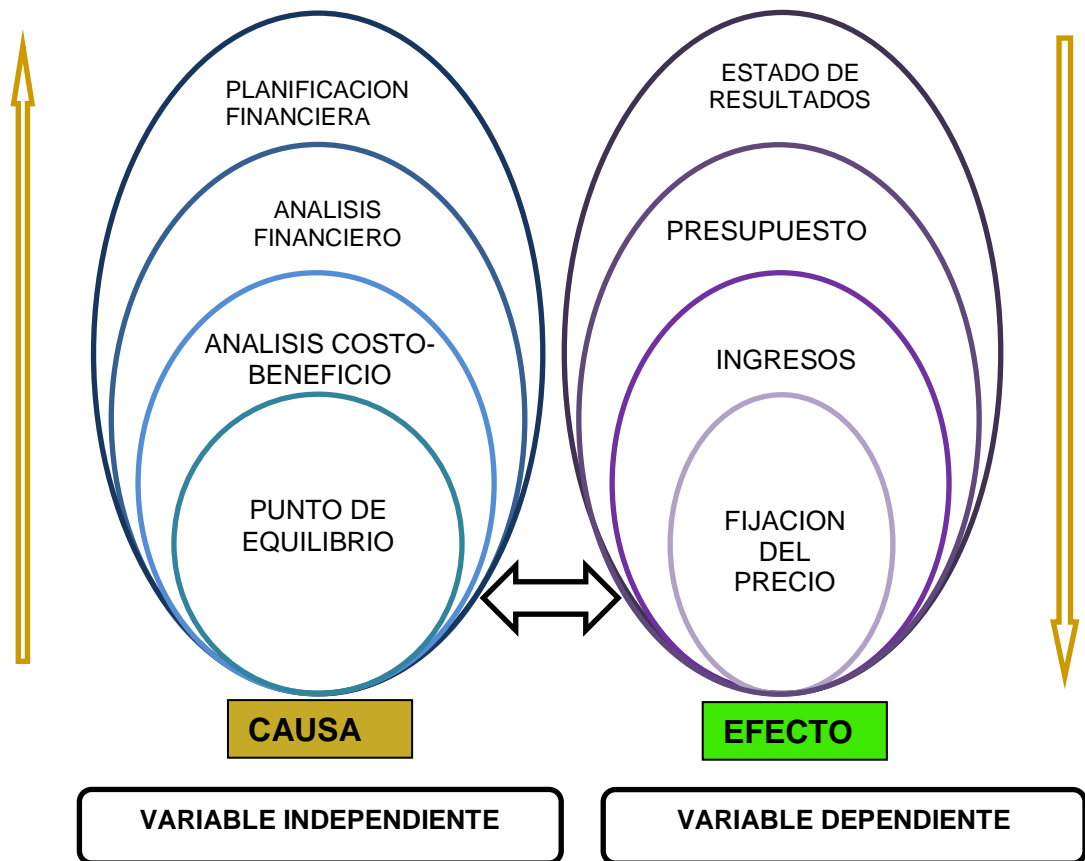 PLANIFICACION
FINANCIERA
ANALISIS
FINANCIERO
ANALISIS COSTO-
BENEFICIO
PUNTO DE
EQUILIBRIO
CAUSA
VARIABLE INDEPENDIENTE
ESTADO DE
RESULTADOS
PRESUPUESTO
INGRESOS
FIJACION
DEL
PRECIO
EFECTO
VARIABLE DEPENDIENTE